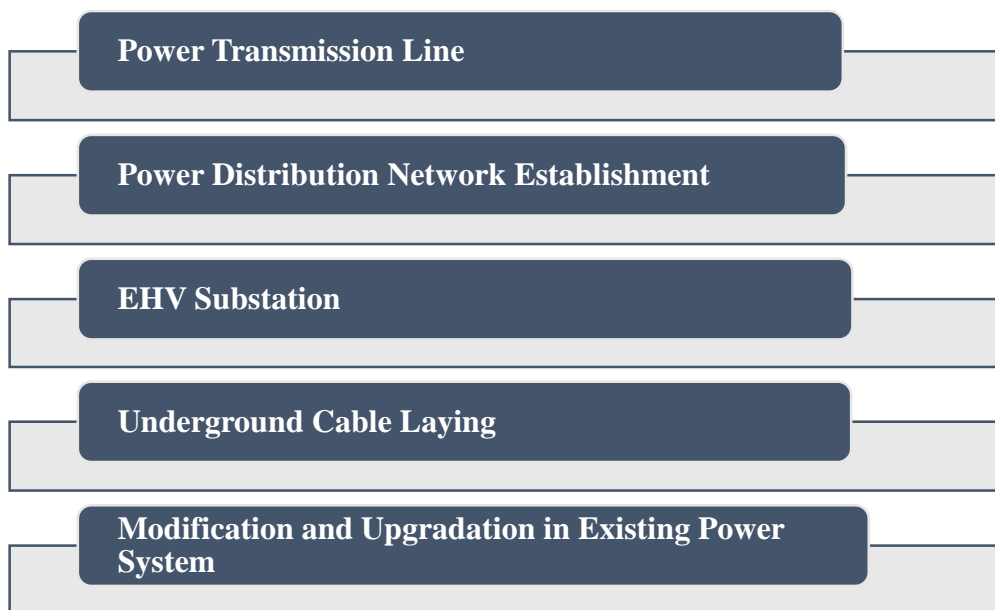 Power Transmission Line
Power Distribution Network Establishment
EHV Substation
Underground Cable Laying
Modification and Upgradation in Existing Power
System